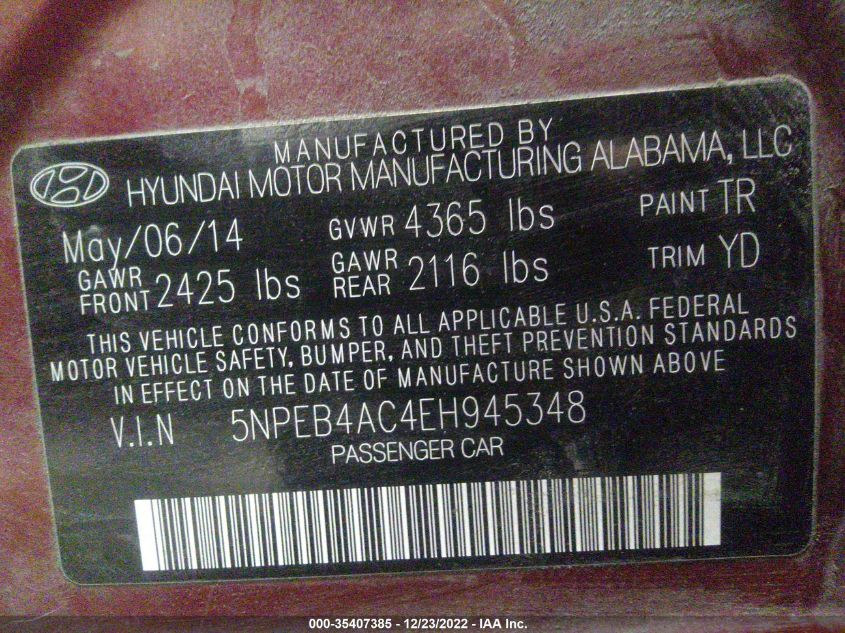 MANUFACTURED BY
HYUNDAI MOTOR MANUFACTURING ALABAMA, LLC
May/06/14 GVWR 4365 lbs PAINT TR
GAWR FRONT 2425 lbs GAWR REAR 2116 lbs TRIM YD
THIS VEHICLE CONFORMS TO ALL APPLICABLE U.S.A. FEDERAL
MOTOR VEHICLE SAFETY, BUMPER, AND THEFT PREVENTION STANDARDS
IN EFFECT ON THE DATE OF MANUFACTURE SHOWN ABOVE
V.I.N 5NPEB4AC4EH945348
PASSENGER CAR
000-35407385 - 12/23/2022 - IAA Inc.